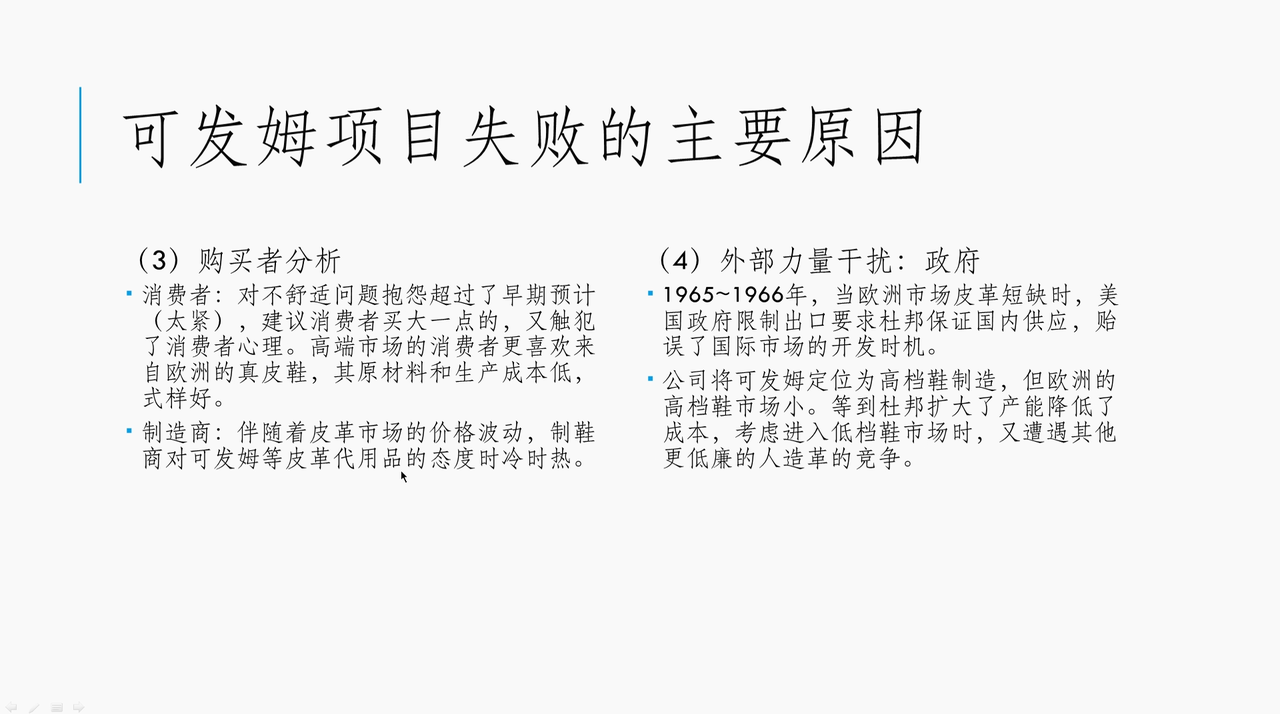 可发姆项目失败的主要原因
（3）购买者分析
消费者：对不舒适问题抱怨超过了早期预计
（太紧），建议消费者买大一点的，又触犯
了消费者心理。高端市场的消费者更喜欢来
自欧洲的真皮鞋，其原材料和生产成本低，
式样好。
制造商：伴随着皮革市场的价格波动，制鞋
商对可发姆等皮革代用品的态度时冷时热。
（4）外部力量干扰：政府
1965~1966年，当欧洲市场皮革短缺时，美
国政府限制出口要求杜邦保证国内供应，贻
误了国际市场的开发时机。
公司将可发姆定位为高档鞋制造，但欧洲的
高档鞋市场小。等到杜邦扩大了产能降低了
成本，考虑进入低档鞋市场时，又遭遇其他
更低廉的人造革的竞争。